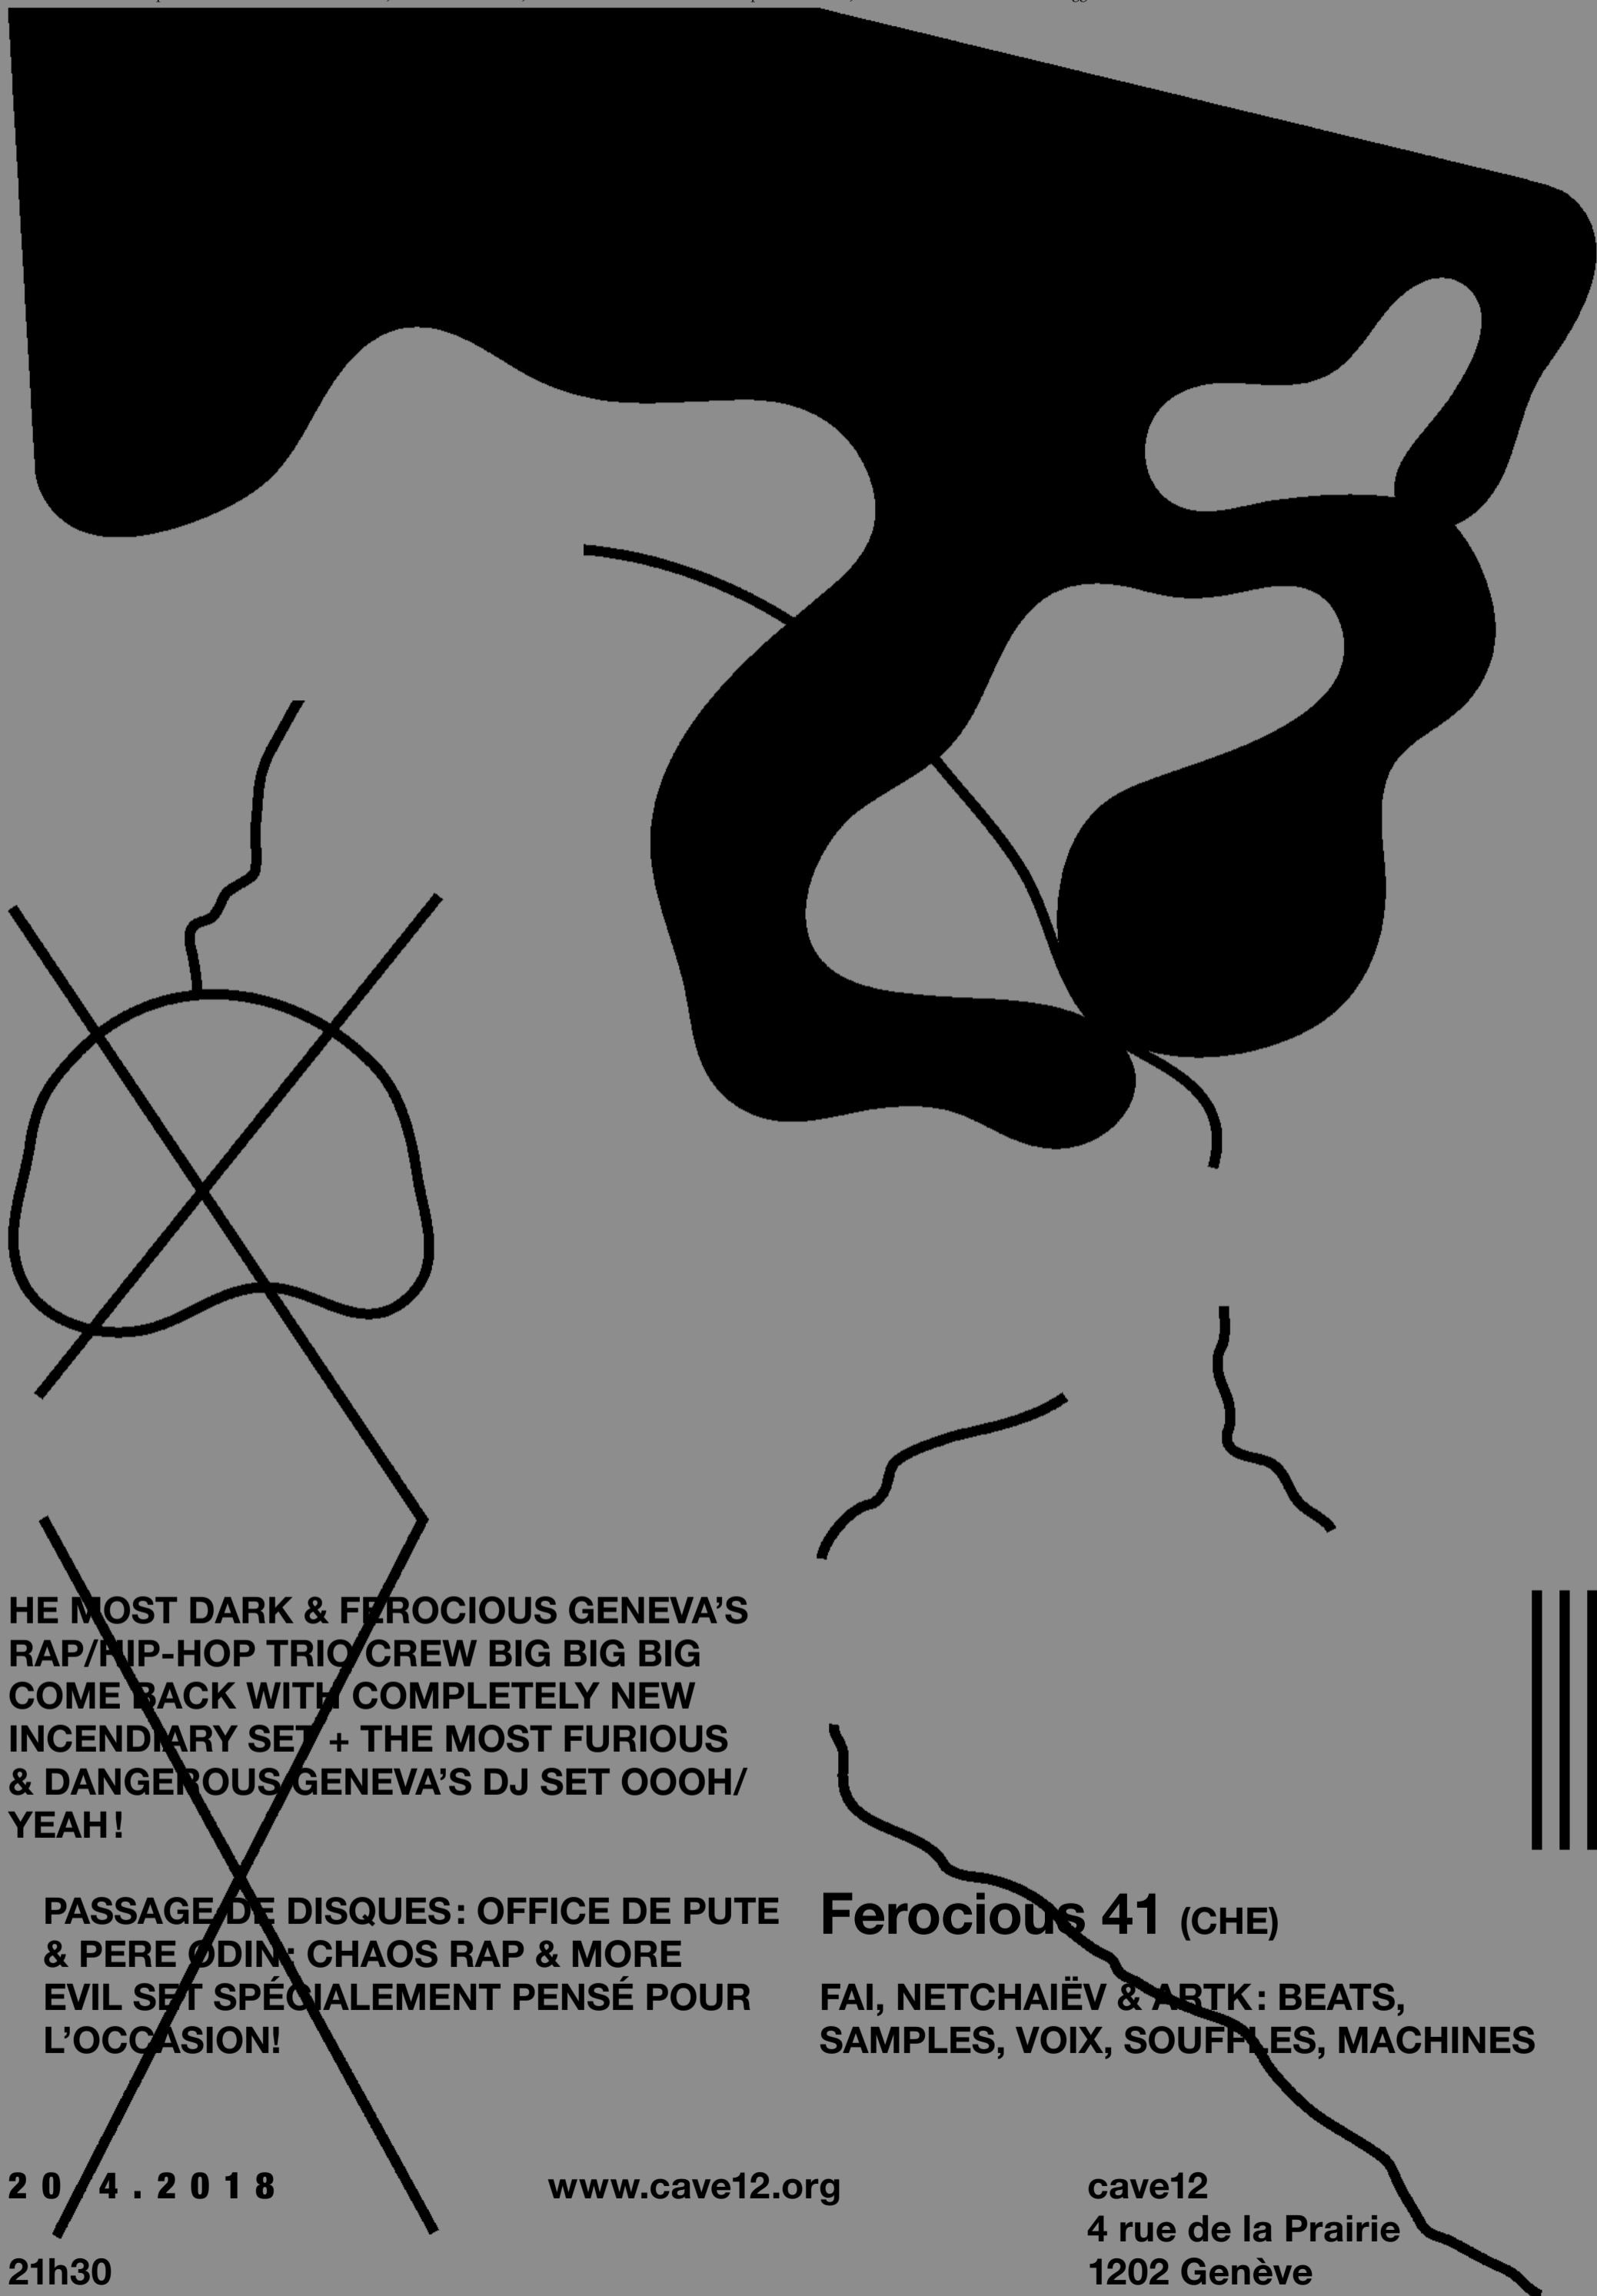 HE MOST DARK & FEROCIOUS GENEVA’S
RAP/HIP-HOP TRIO CREW BIG BIG BIG
COME BACK WITH COMPLETELY NEW
INCENDIARY SET + THE MOST FURIOUS
& DANGEROUS GENEVA’S DJ SET OOOH/
YEAH !
PASSAGE DE DISQUES : OFFICE DE PUTE
& PERE ODIN : CHAOS RAP & MORE
EVIL SET SPÉCIALEMENT PENSÉ POUR
L’OCCASION!
Ferocious 41 (CHE)
FAI, NETCHAIËV & ARTK : BEATS,
SAMPLES, VOIX, SOUFFLES, MACHINES
20 4.2018
21h30
www.cave12.org
cave12
4 rue de la Prairie
1202 Genève